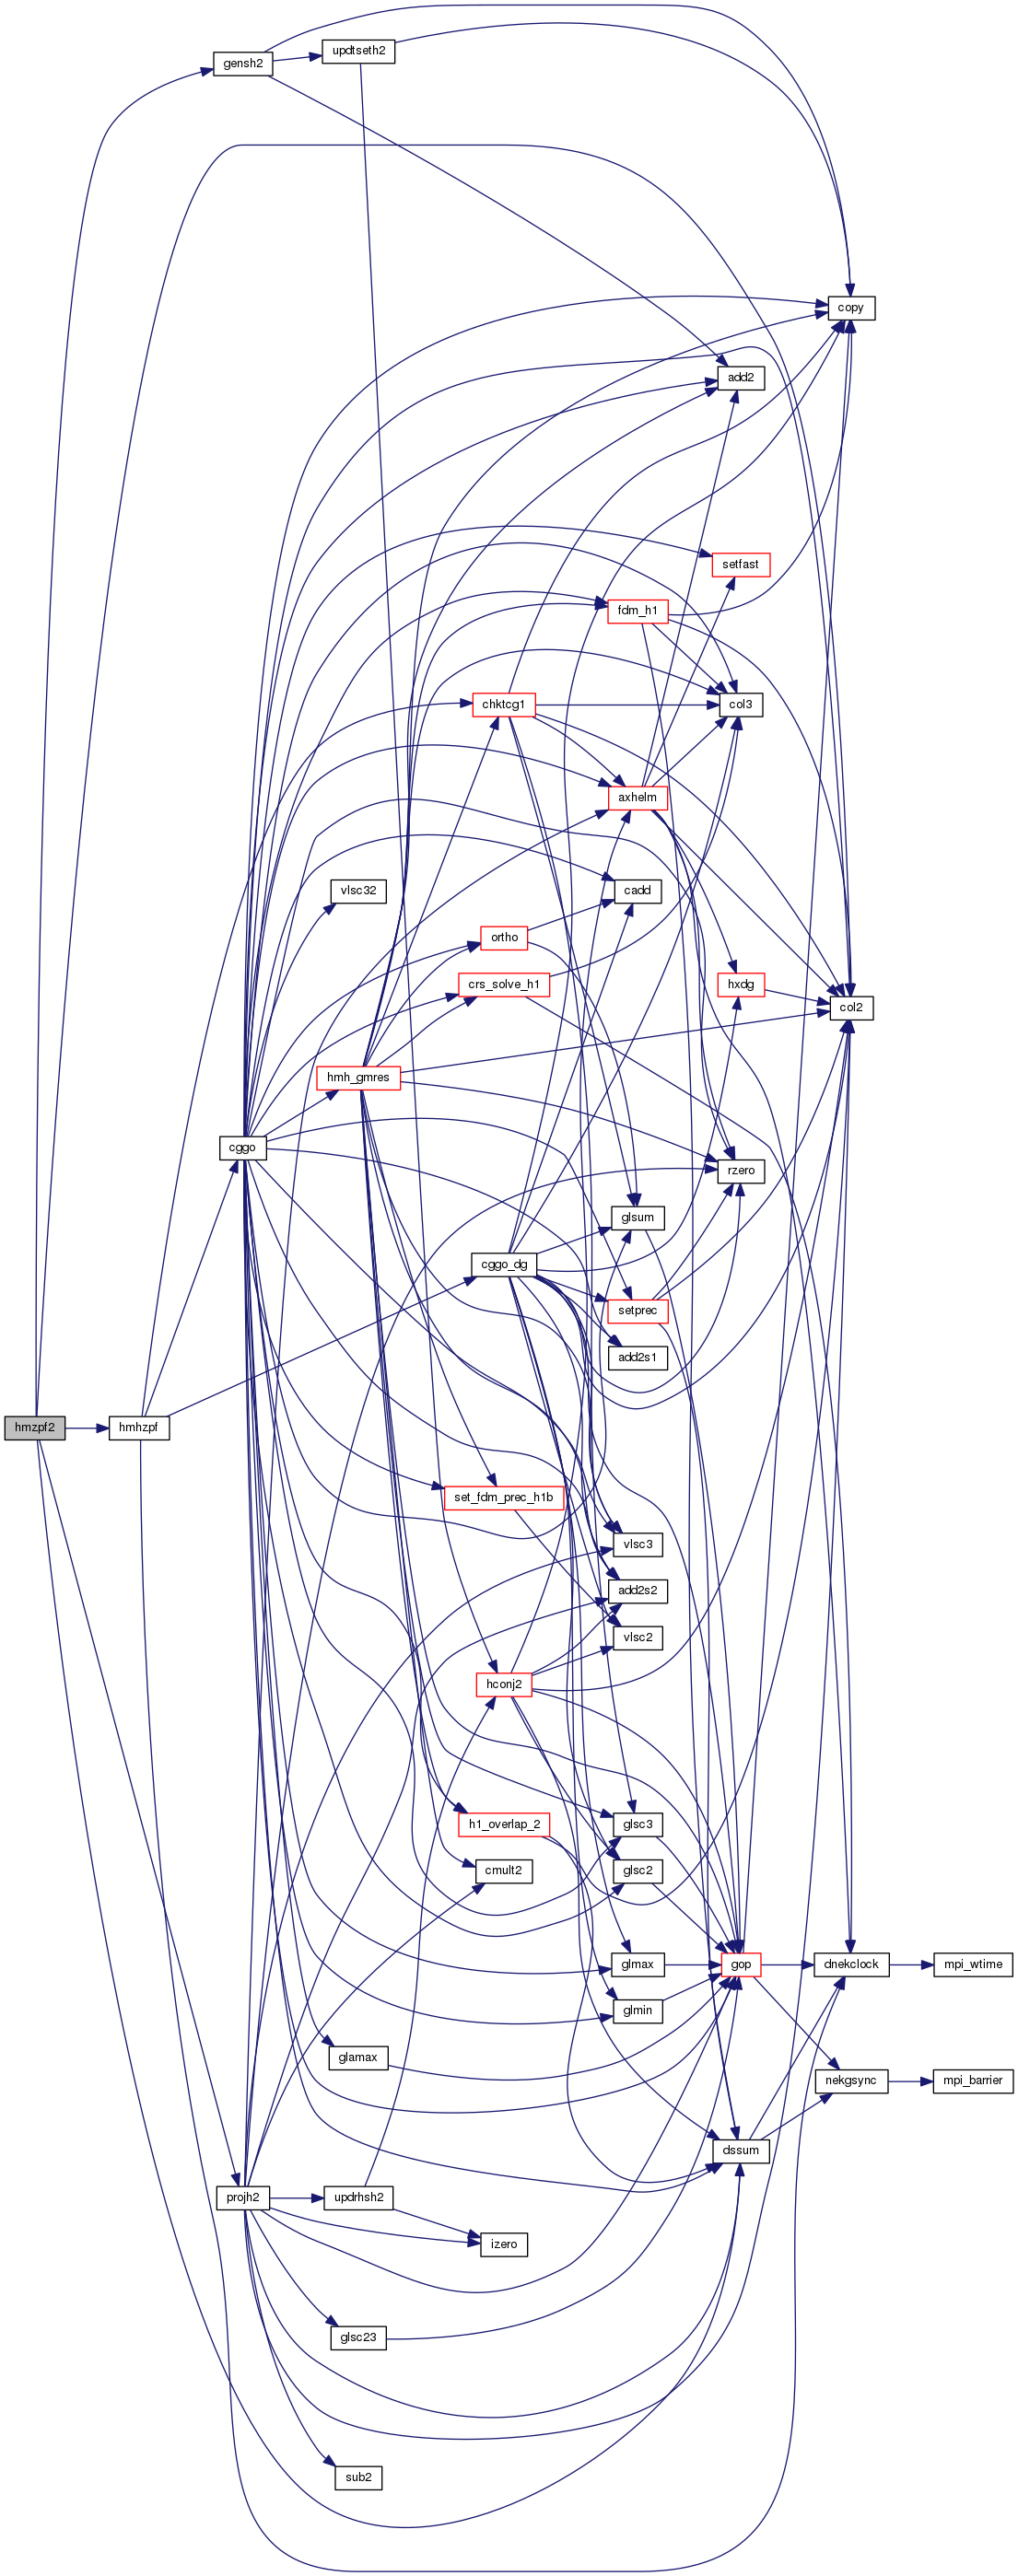 updtseth2
gensh2
copy
add2
setfast
fdm_h1
chktcg1
col3
axhelm
vlsc32
cadd
ortho
crs_solve_h1
hxdg
col2
hmh_gmres
cggo
rzero
glsum
cggo_dg
setprec
add2s1
hmzpf2
hmhzpf
set_fdm_prec_h1b
vlsc3
add2s2
vlsc2
hconj2
glsc3
h1_overlap_2
cmult2
glsc2
glmax
gop
dnekclock
mpi_wtime
glmin
glamax
nekgsync
mpi_barrier
dssum
projh2
updrhsh2
izero
glsc23
sub2